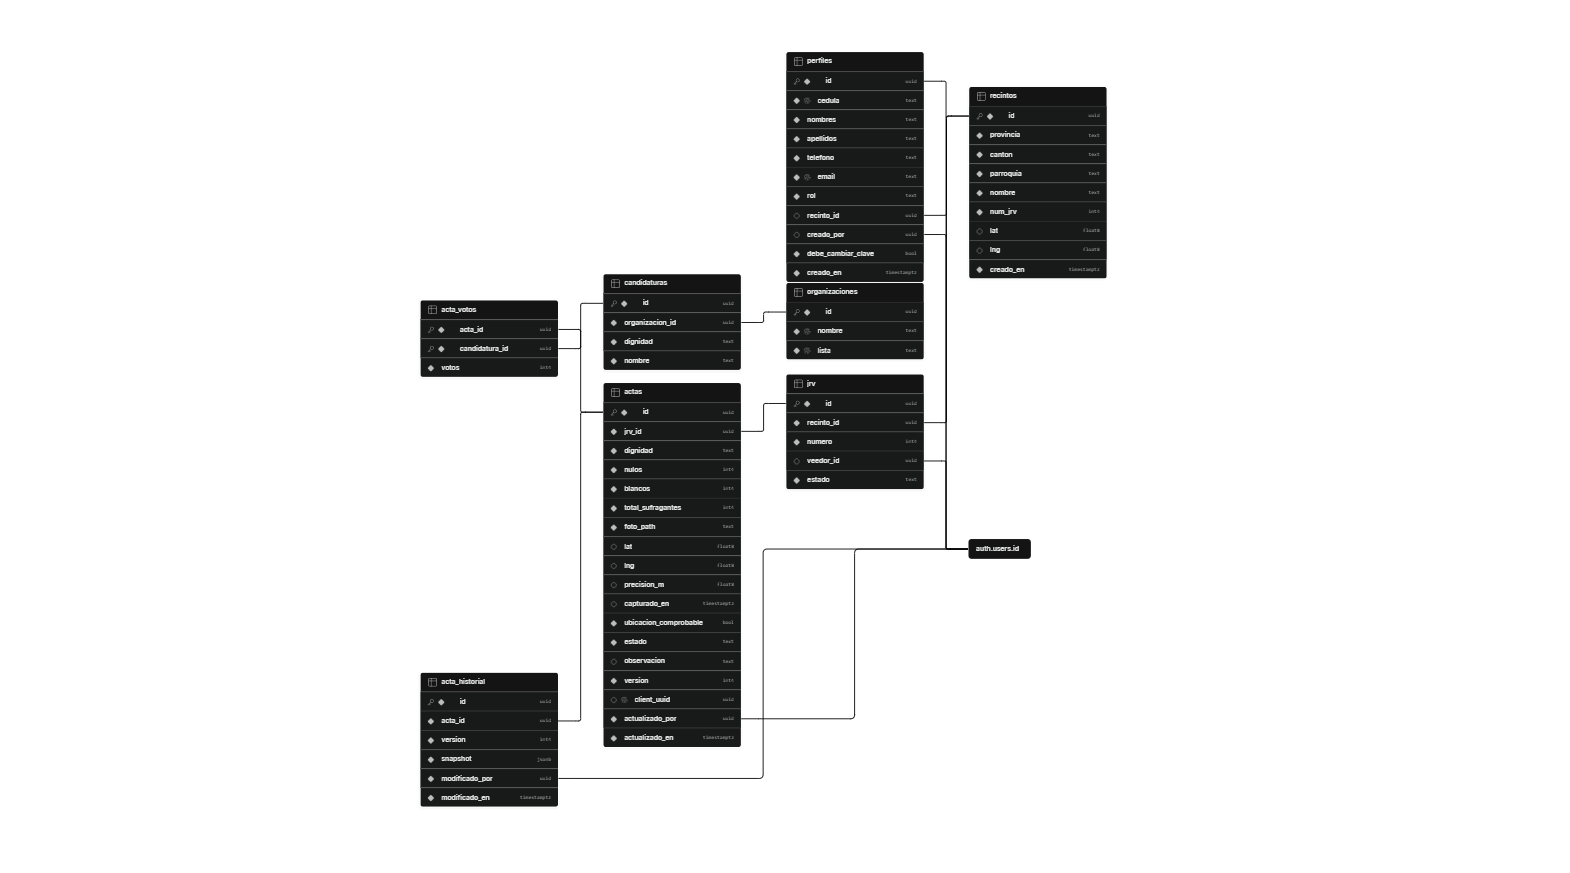 perfiles
id uuid
cedula text
nombres text
apellidos text
telefono text
email text
rol text
recinto_id uuid
creado_por uuid
debe_cambiar_clave bool
creado_en timestamptz
recintos
id uuid
provincia text
canton text
parroquia text
nombre text
num_jrv int4
lat float8
lng float8
creado_en timestamptz
candidaturas
id uuid
organizacion_id uuid
dignidad text
nombre text
organizaciones
id uuid
nombre text
lista text
acta_votos
acta_id uuid
candidatura_id uuid
votos int4
actas
id uuid
jrv_id uuid
dignidad text
nulos int4
blancos int4
total_sufragantes int4
foto_path text
lat float8
lng float8
precision_m float8
capturado_en timestamptz
ubicacion_comprobable bool
estado text
observacion text
version int4
client_uuid uuid
actualizado_por uuid
actualizado_en timestamptz
jrv
id uuid
recinto_id uuid
numero int4
veedor_id uuid
estado text
auth.users.id
acta_historial
id uuid
acta_id uuid
version int4
snapshot jsonb
modificado_por uuid
modificado_en timestamptz